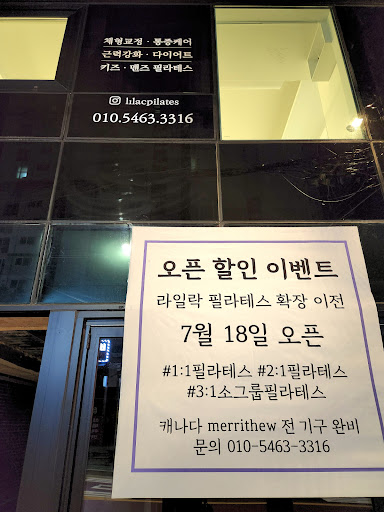 체형교정 · 통증케어
근력강화 · 다이어트
키즈 · 맨즈 필라테스
lilacpilates
010.5463.3316
오픈 할인 이벤트
라일락 필라테스 확장 이전
7월 18일 오픈
#1:1필라테스 #2:1필라테스
#3:1소그룹필라테스
캐나다 merrithew 전 기구 완비
문의 010-5463-3316